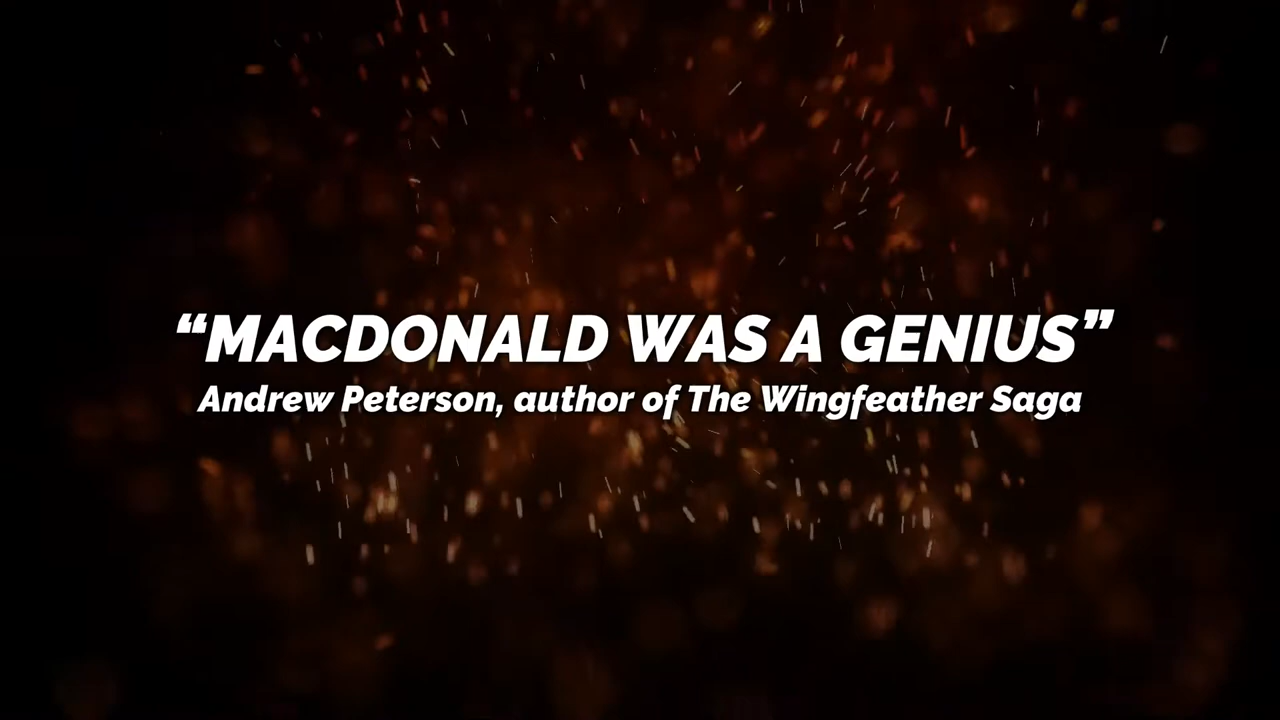 “MACDONALD WAS A GENIUS”
Andrew Peterson, author of The Wingfeather Saga